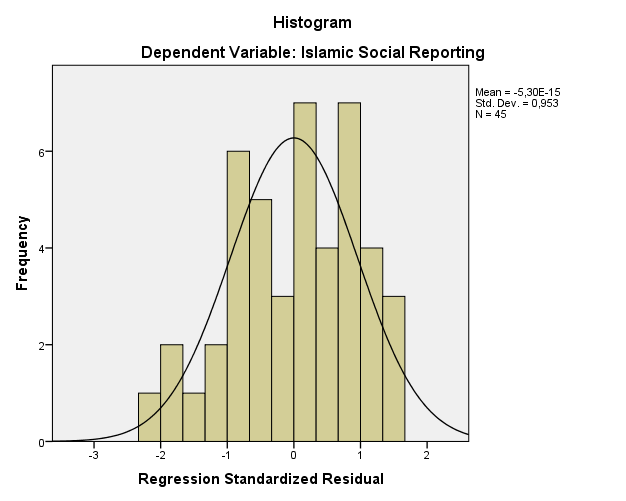 Histogram
Dependent Variable: Islamic Social Reporting
Mean = -5,30E-15
Std. Dev. = 0,953
N = 45
Frequency
6
4
2
0
-3 -2 -1 0 1 2
Regression Standardized Residual